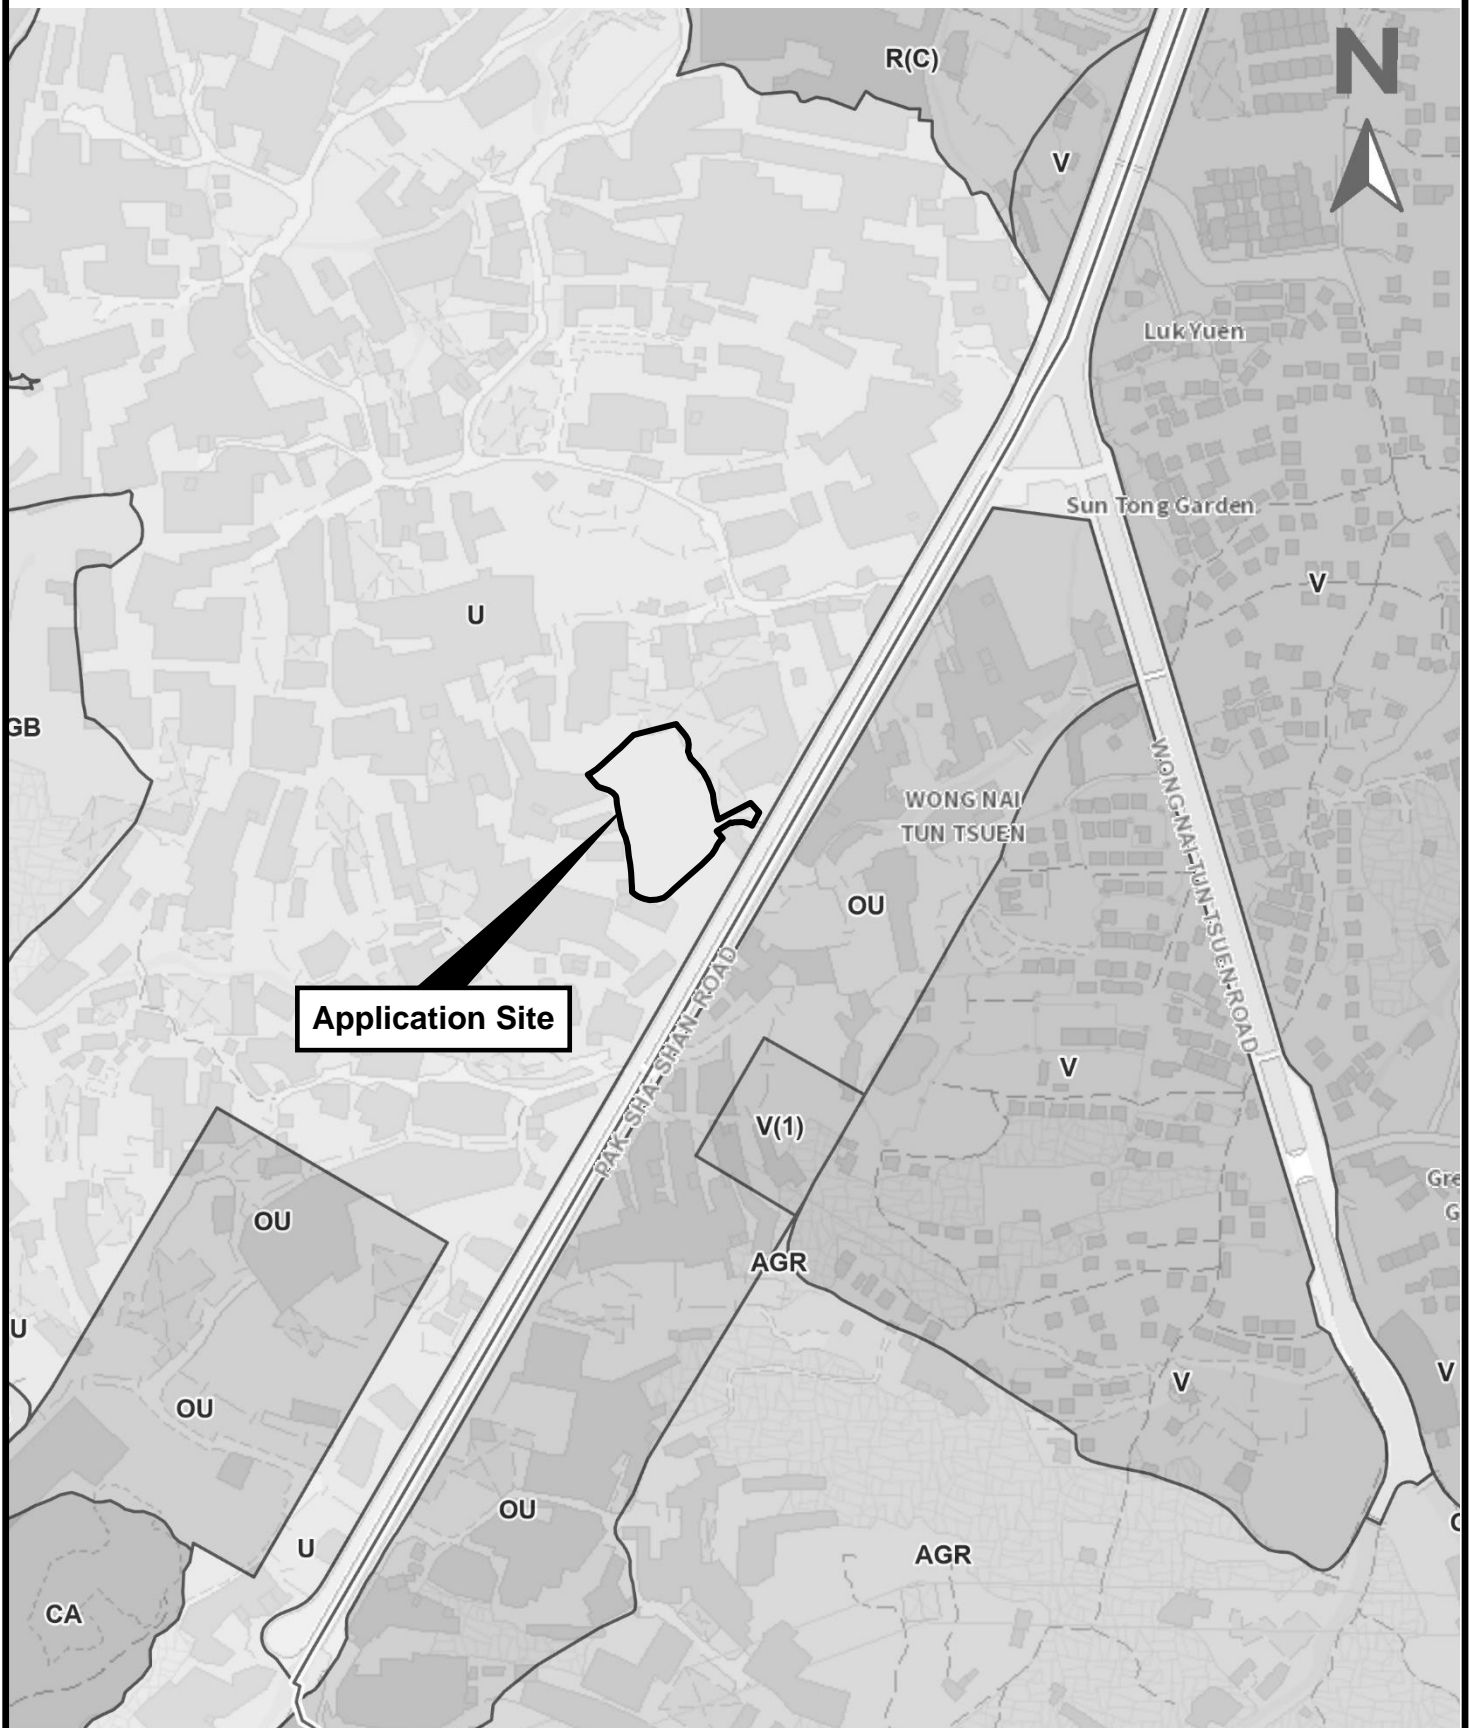 R(C)
N
V
Luk Yuen
Sun Tong Garden
V
U
GB
WONG NAI
TUN TSUEN
WONG NAI TUN TSUEN ROAD
OU
PAK SHA SHAN ROAD
Application Site
V
V(1)
OU
AGR
U
V
V
OU
OU
AGR
U
CA